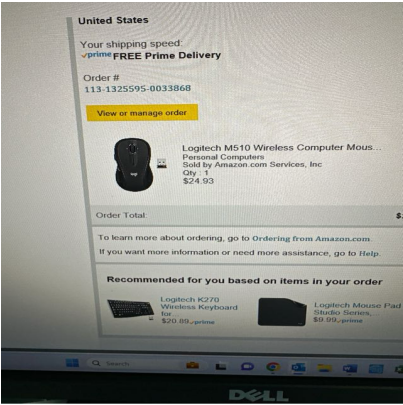 United States
Your shipping speed:
prime FREE Prime Delivery
Order #
113-1325595-0033868
View or manage order
Logitech M510 Wireless Computer Mous...
Personal Computers
Sold by Amazon.com Services, Inc
Qty : 1
$24.93
Order Total:
$
To learn more about ordering, go to Ordering from Amazon.com.
If you want more information or need more assistance, go to Help.
Recommended for you based on items in your order
Logitech K270
Wireless Keyboard
for...
$20.89 prime
Logitech Mouse Pad
Studio Series,
$9.99 prime
Search
DELL